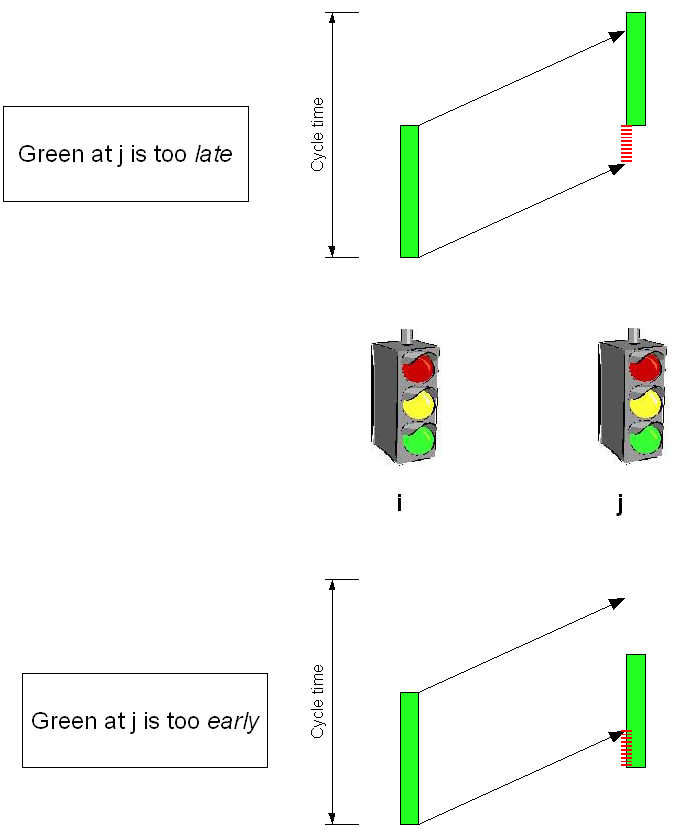 Cycle time
Green at j is too late
i
j
Cycle time
Green at j is too early